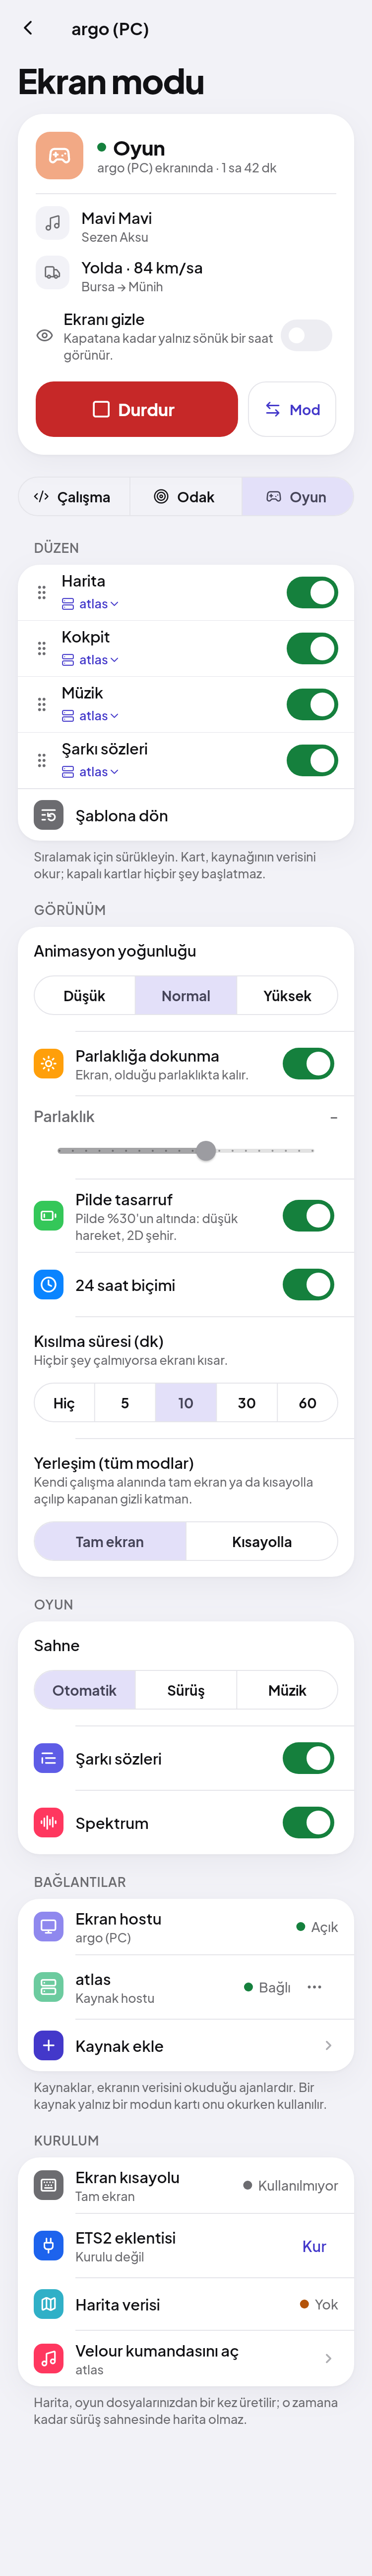 argo (PC)
Ekran modu
Oyun
argo (PC) ekranında · 1 sa 42 dk
Mavi Mavi
Sezen Aksu
Yolda · 84 km/sa
Bursa → Münih
Ekranı gizle
Kapatana kadar yalnız sönük bir saat
görünür.
Durdur
Mod
Çalışma
Odak
Oyun
DÜZEN
Harita
atlas
Kokpit
atlas
Müzik
atlas
Şarkı sözleri
atlas
Şablona dön
Sıralamak için sürükleyin. Kart, kaynağının verisini
okur; kapalı kartlar hiçbir şey başlatmaz.
GÖRÜNÜM
Animasyon yoğunluğu
Düşük
Normal
Yüksek
Parlaklığa dokunma
Ekran, olduğu parlaklıkta kalır.
Parlaklık –
Pilde tasarruf
Pilde %30'un altında: düşük
hareket, 2D şehir.
24 saat biçimi
Kısılma süresi (dk)
Hiçbir şey çalmıyorsa ekranı kısar.
Hiç
5
10
30
60
Yerleşim (tüm modlar)
Kendi çalışma alanında tam ekran ya da kısayolla
açılıp kapanan gizli katman.
Tam ekran
Kısayolla
OYUN
Sahne
Otomatik
Sürüş
Müzik
Şarkı sözleri
Spektrum
BAĞLANTILAR
Ekran hostu
argo (PC)
Açık
atlas
Kaynak hostu
Bağlı
Kaynak ekle
Kaynaklar, ekranın verisini okuduğu ajanlardır. Bir
kaynak yalnız bir modun kartı onu okurken kullanılır.
KURULUM
Ekran kısayolu
Tam ekran
Kullanılmıyor
ETS2 eklentisi
Kurulu değil
Kur
Harita verisi
Yok
Velour kumandasını aç
atlas
Harita, oyun dosyalarınızdan bir kez üretilir; o zamana
kadar sürüş sahnesinde harita olmaz.